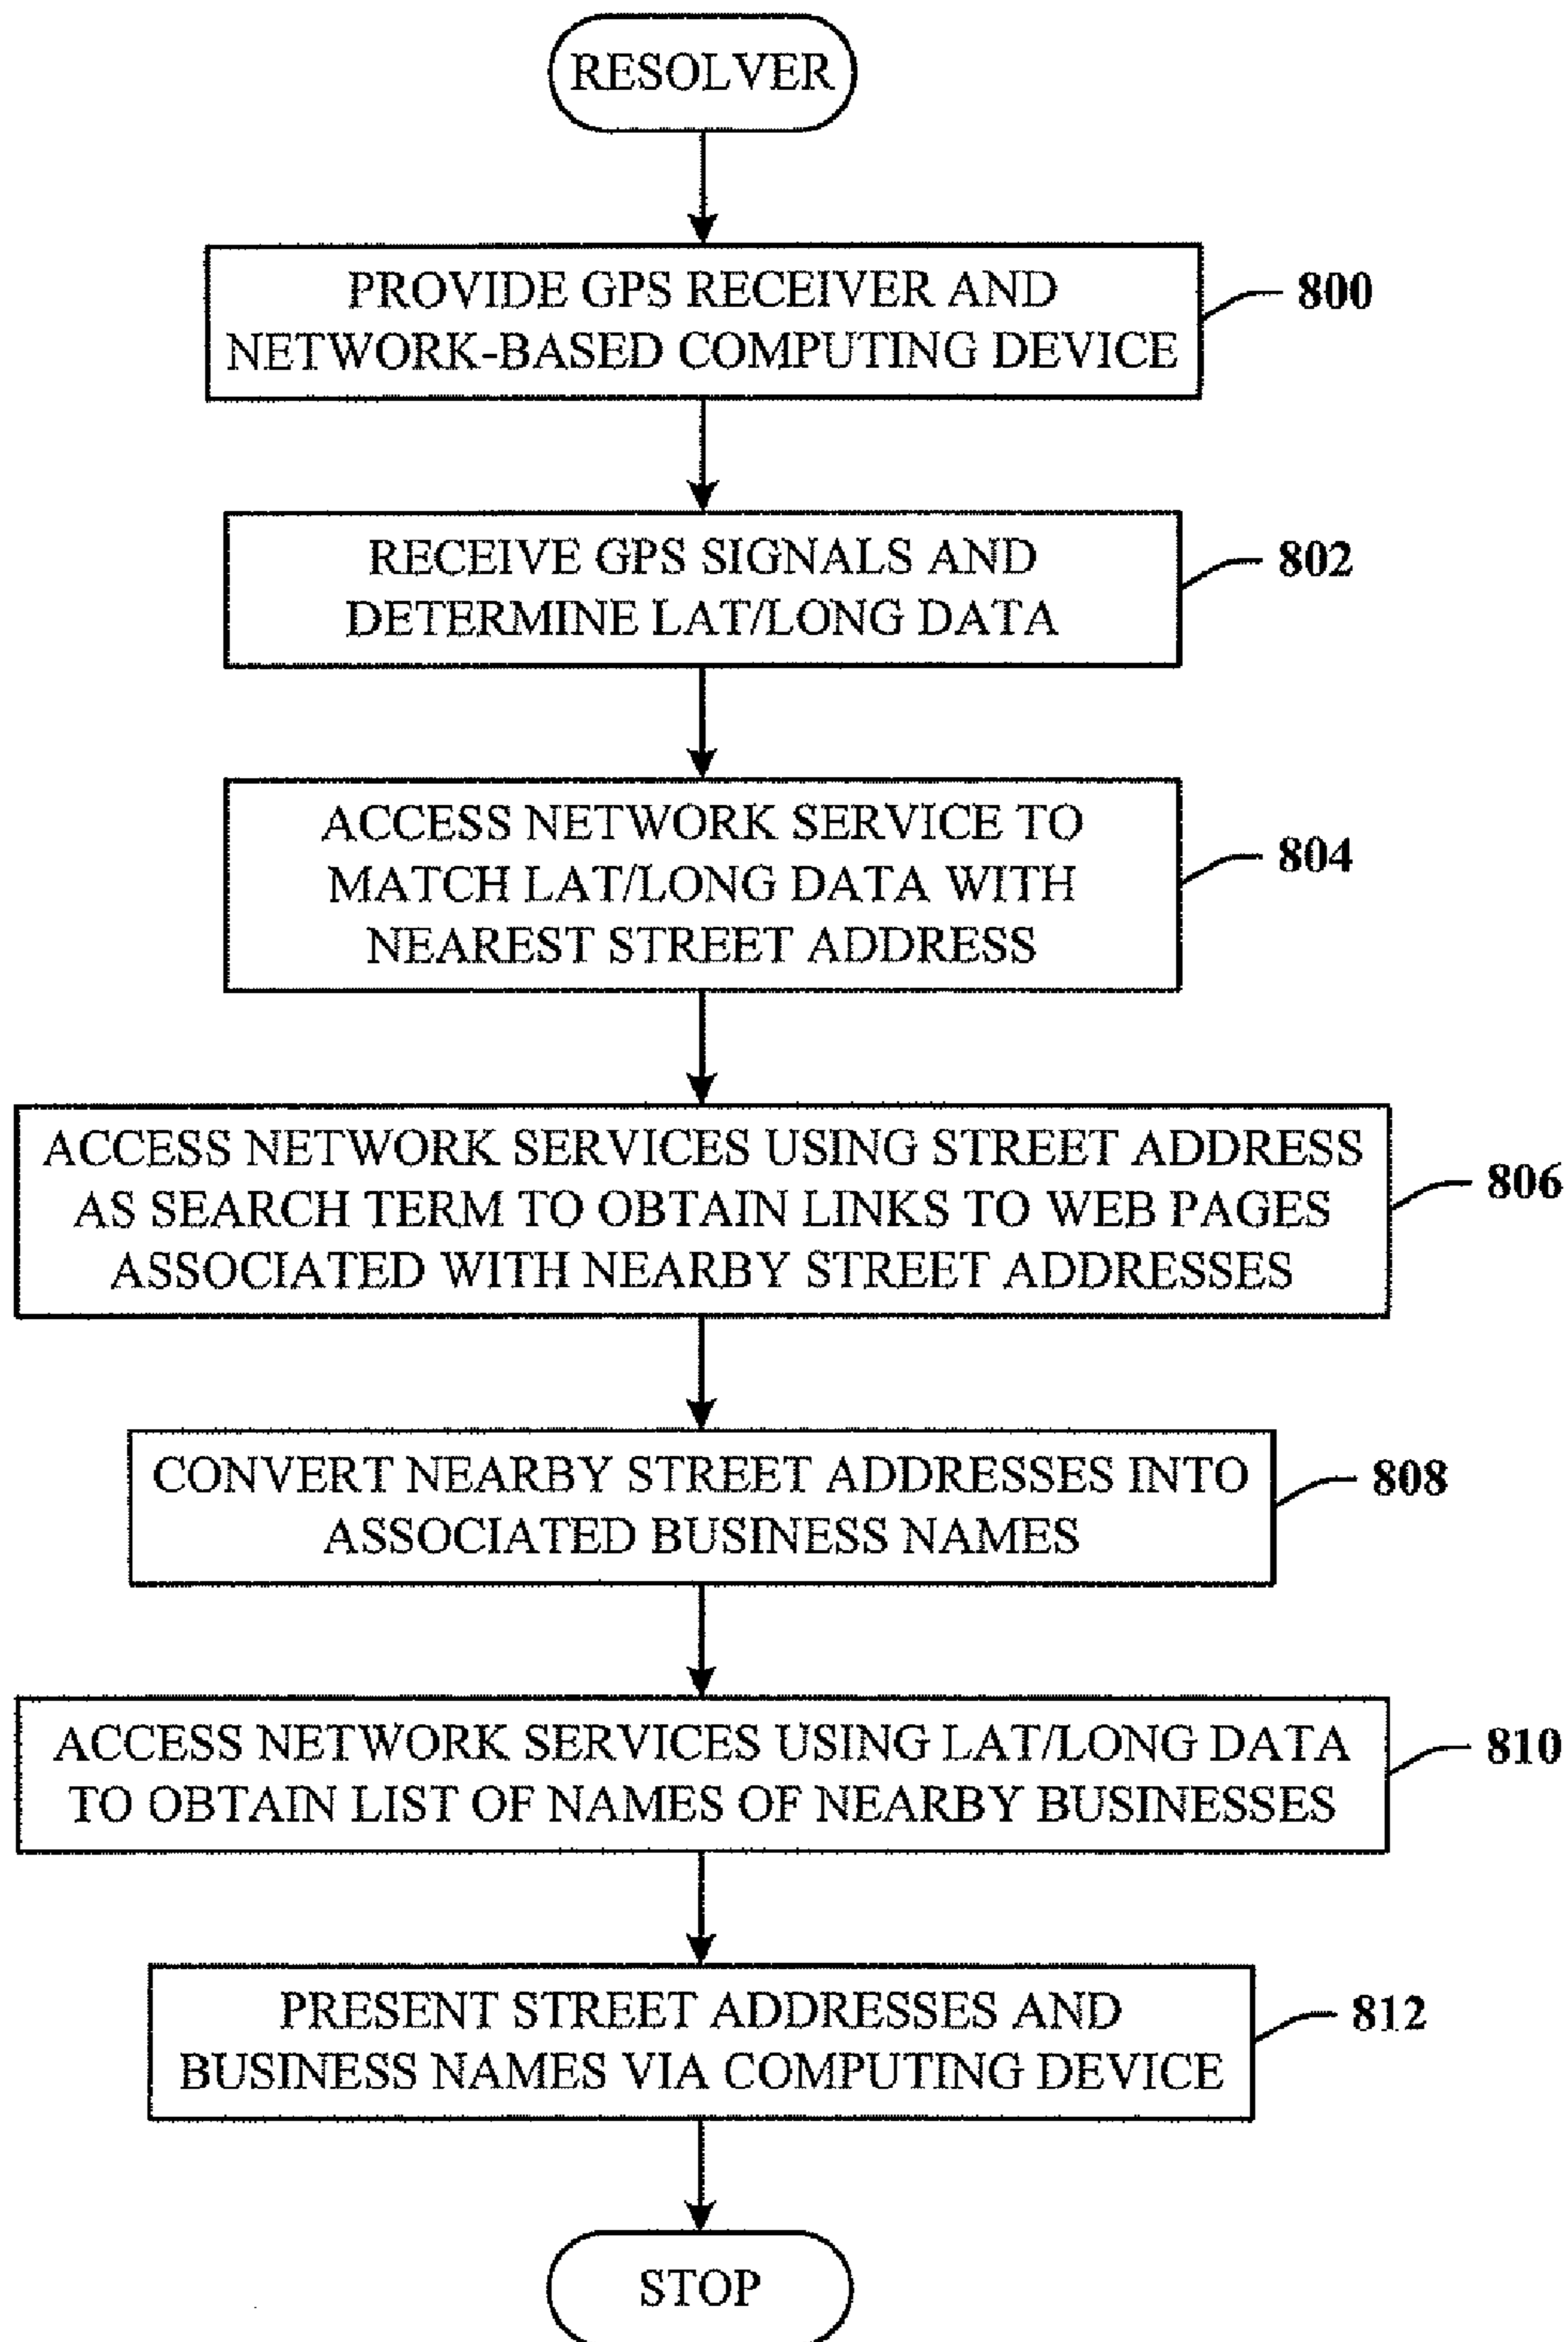 RESOLVER
PROVIDE GPS RECEIVER AND
NETWORK-BASED COMPUTING DEVICE
800
RECEIVE GPS SIGNALS AND
DETERMINE LAT/LONG DATA
802
ACCESS NETWORK SERVICE TO
MATCH LAT/LONG DATA WITH
NEAREST STREET ADDRESS
804
ACCESS NETWORK SERVICES USING STREET ADDRESS
AS SEARCH TERM TO OBTAIN LINKS TO WEB PAGES
ASSOCIATED WITH NEARBY STREET ADDRESSES
806
CONVERT NEARBY STREET ADDRESSES INTO
ASSOCIATED BUSINESS NAMES
808
ACCESS NETWORK SERVICES USING LAT/LONG DATA
TO OBTAIN LIST OF NAMES OF NEARBY BUSINESSES
810
PRESENT STREET ADDRESSES AND
BUSINESS NAMES VIA COMPUTING DEVICE
812
STOP